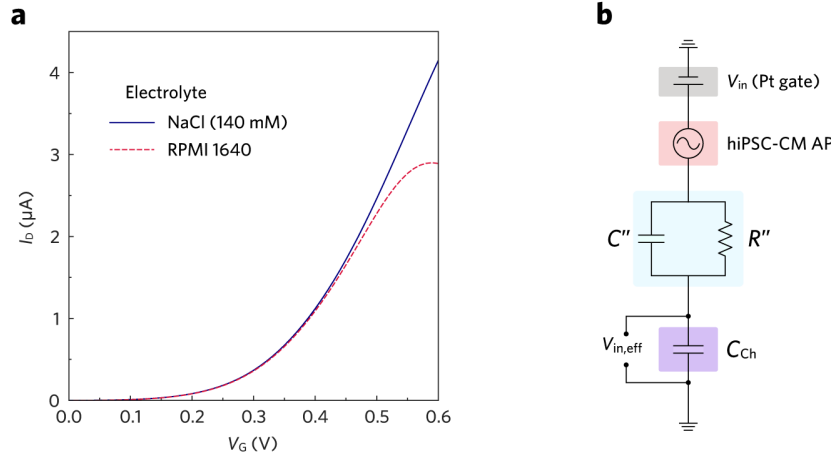 a
4
3
2
1
0
I_D (μA)
Electrolyte
NaCl (140 mM)
RPMI 1640
0.0 0.1 0.2 0.3 0.4 0.5 0.6
V_G (V)
b
V_in (Pt gate)
hiPSC-CM AP
C″ R″
V_in,eff C_Ch